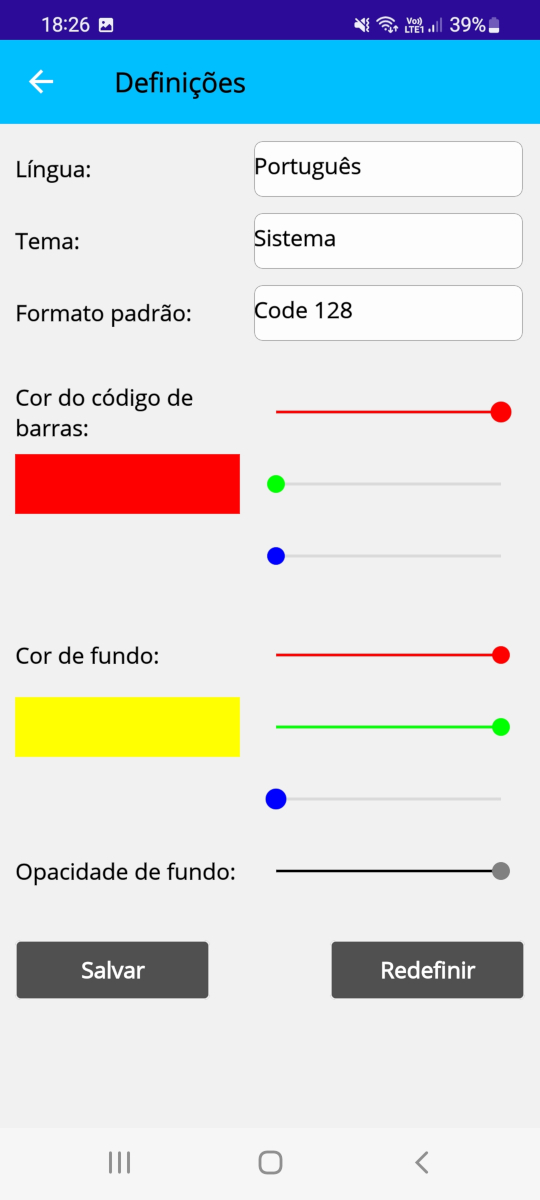 18:26
Vo)) LTE1 39%
Definições
Língua: Português
Tema: Sistema
Formato padrão: Code 128
Cor do código de
barras:
Cor de fundo:
Opacidade de fundo:
Salvar Redefinir